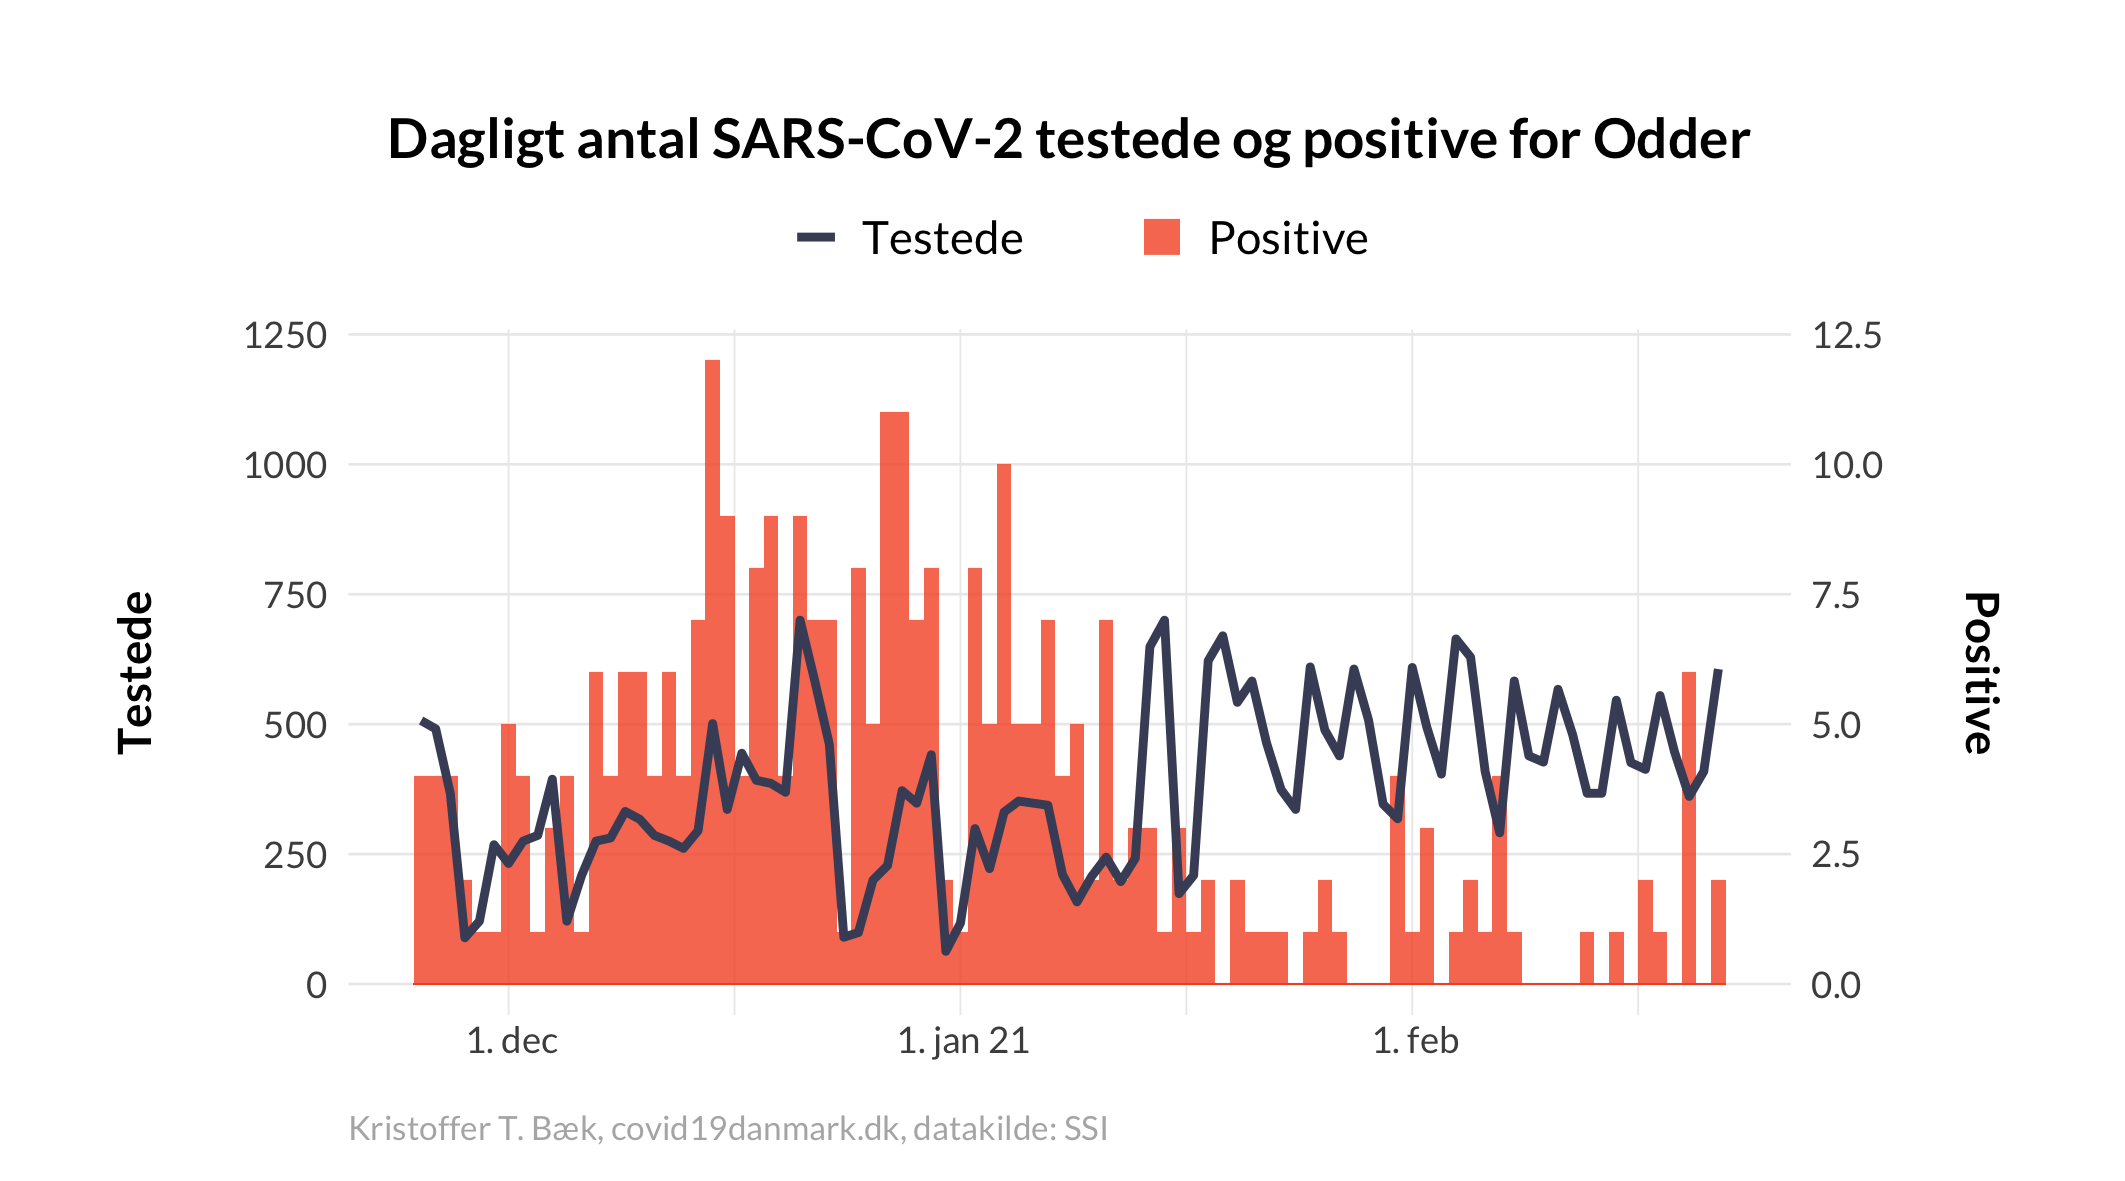 Dagligt antal SARS-CoV-2 testede og positive for Odder
Testede
Positive
1250
1000
750
500
250
0
12.5
10.0
7.5
5.0
2.5
0.0
Testede
Positive
1. dec
1. jan 21
1. feb
Kristoffer T. Bæk, covid19danmark.dk, datakilde: SSI